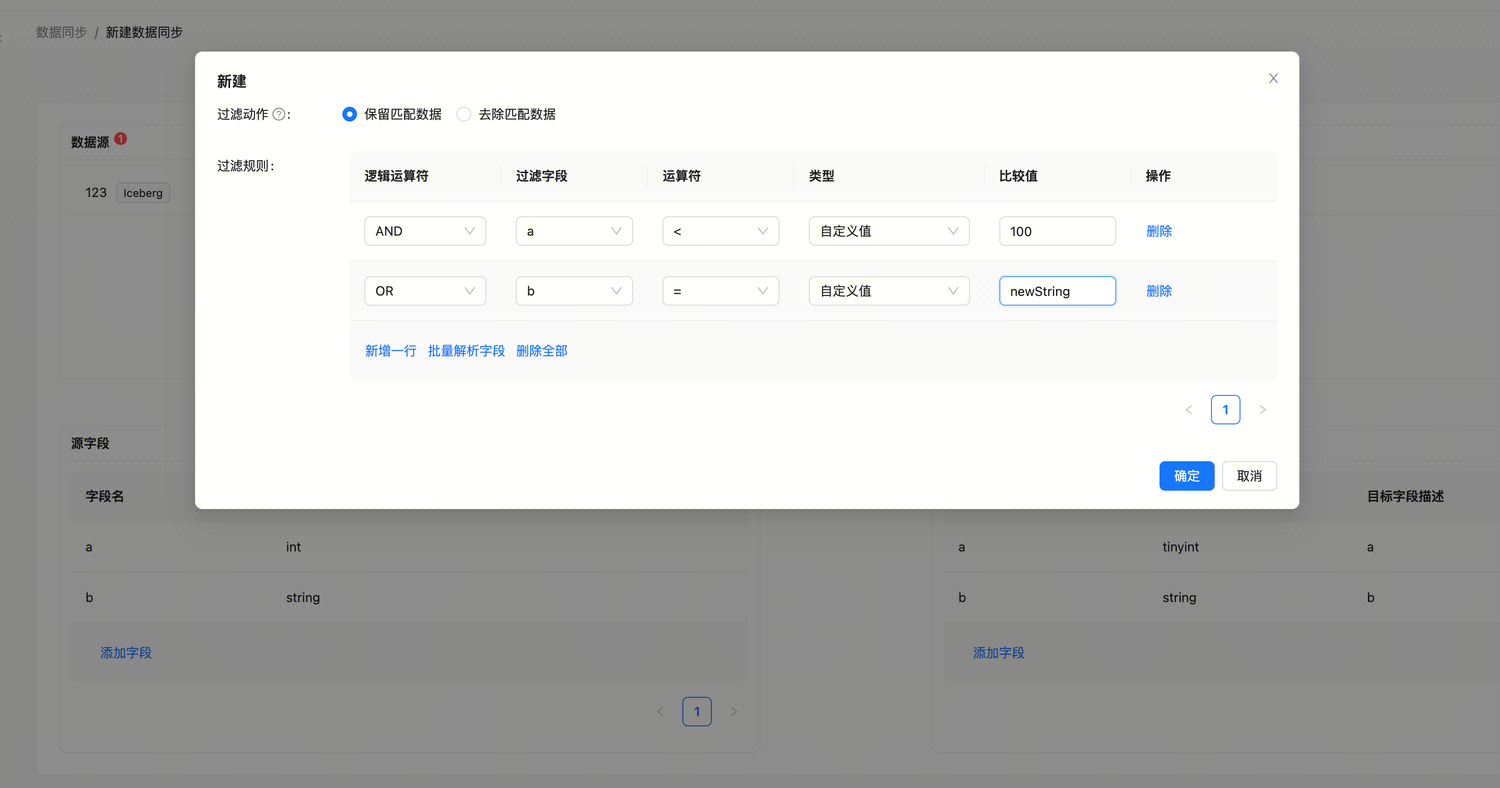 数据同步 / 新建数据同步
新建
过滤动作 ? : 保留匹配数据 去除匹配数据
数据源 1
过滤规则:
逻辑运算符 过滤字段 运算符 类型 比较值 操作
123 Iceberg
AND a < 自定义值 100 删除
OR b = 自定义值 newString 删除
新增一行 批量解析字段 删除全部
< 1 >
源字段
确定 取消
字段名 目标字段描述
a int a tinyint a
b string b string b
添加字段 添加字段
< 1 >